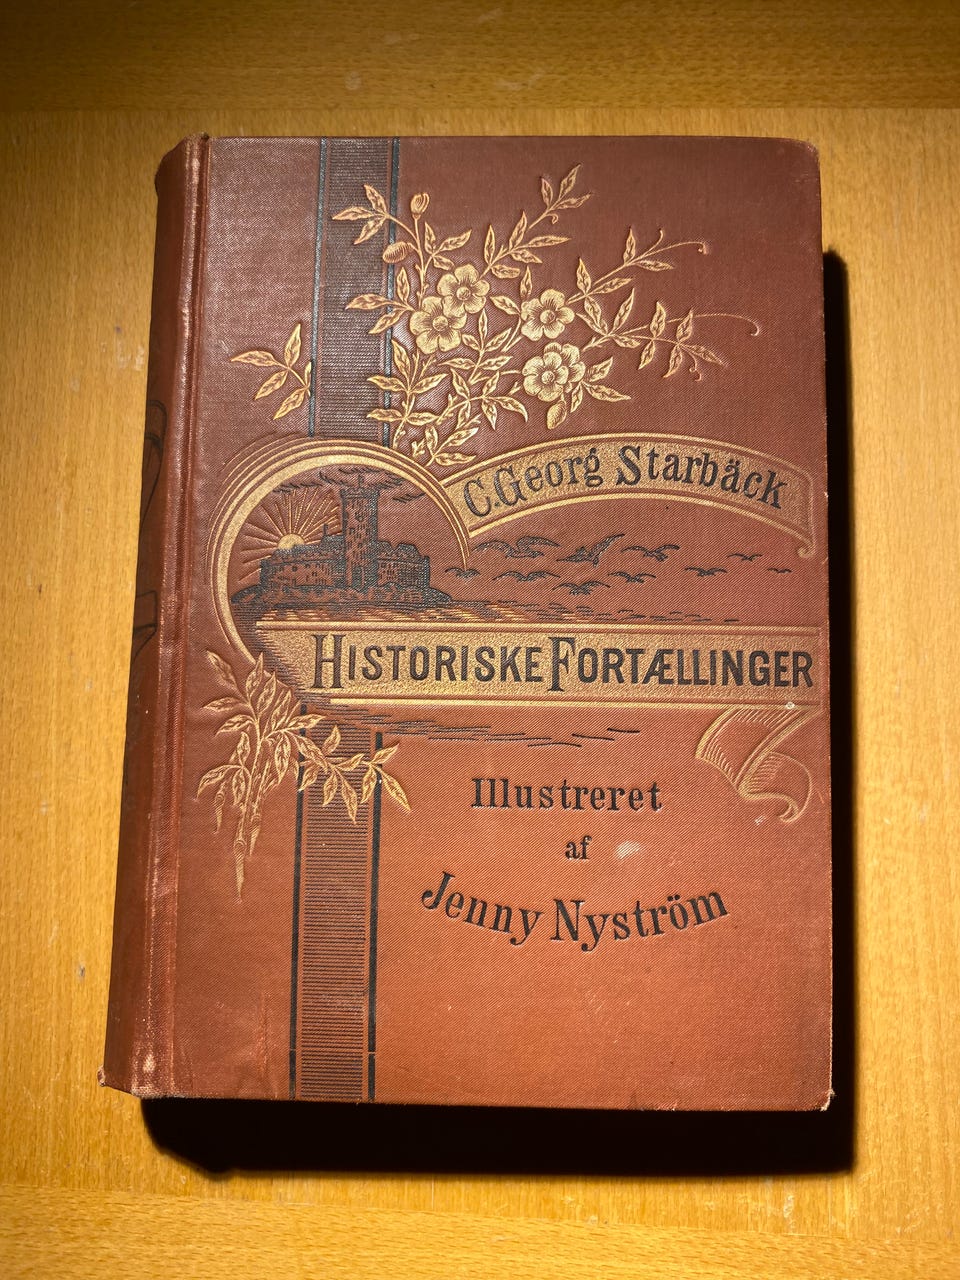 C. Georg Starbäck
HISTORISKE FORTÆLLINGER
Illustreret
af
Jenny Nyström